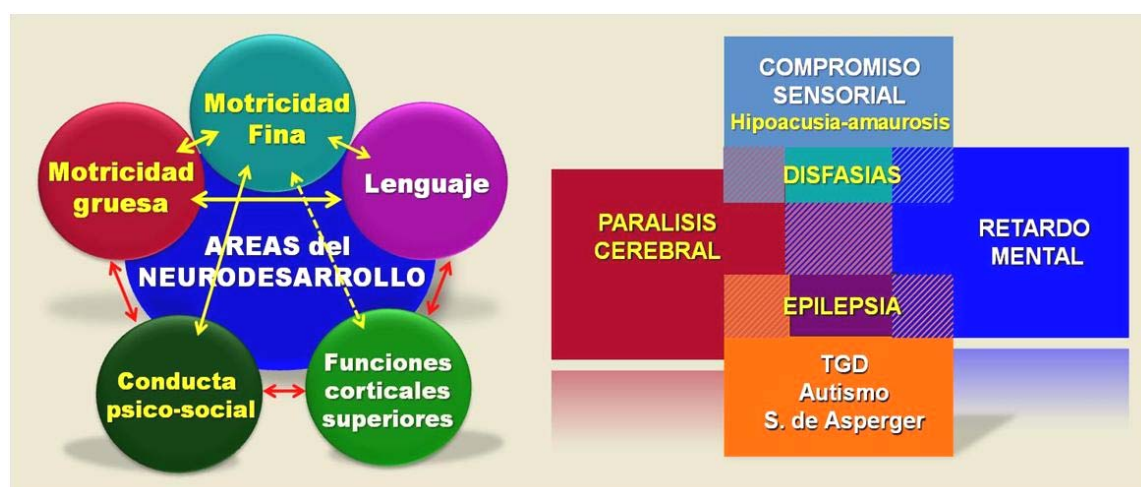 Motricidad
Fina
Motricidad
gruesa
Lenguaje
AREAS del
NEURODESARROLLO
Conducta
psico-social
Funciones
corticales
superiores
COMPROMISO
SENSORIAL
Hipoacusia-amaurosis
DISFASIAS
PARALISIS
CEREBRAL
RETARDO
MENTAL
EPILEPSIA
TGD
Autismo
S. de Asperger